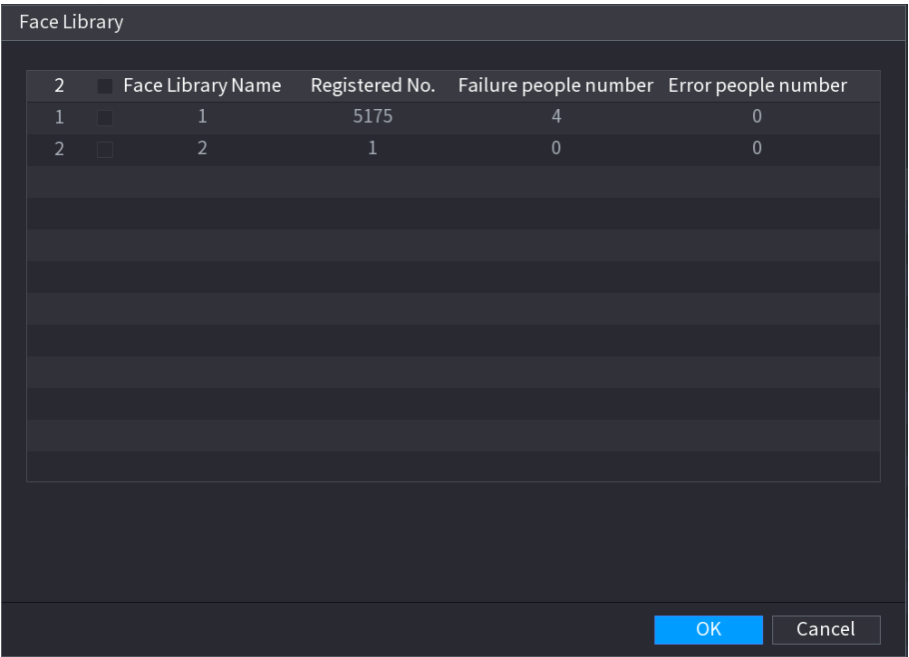 Face Library
2 Face Library Name Registered No. Failure people number Error people number
1 1 5175 4 0
2 2 1 0 0
OK Cancel